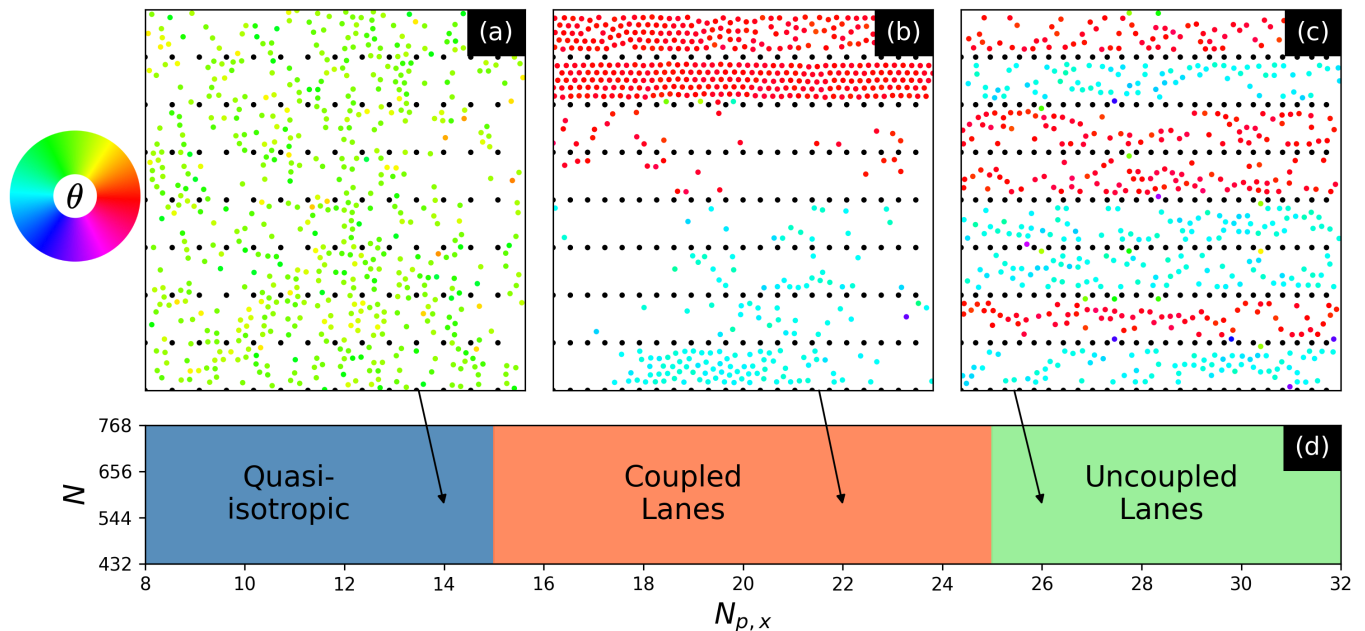 (a)
(b)
(c)
θ
768
656
544
432
N
Quasi-
isotropic
Coupled
Lanes
Uncoupled
Lanes
(d)
8 10 12 14 16 18 20 22 24 26 28 30 32
N_{p, x}